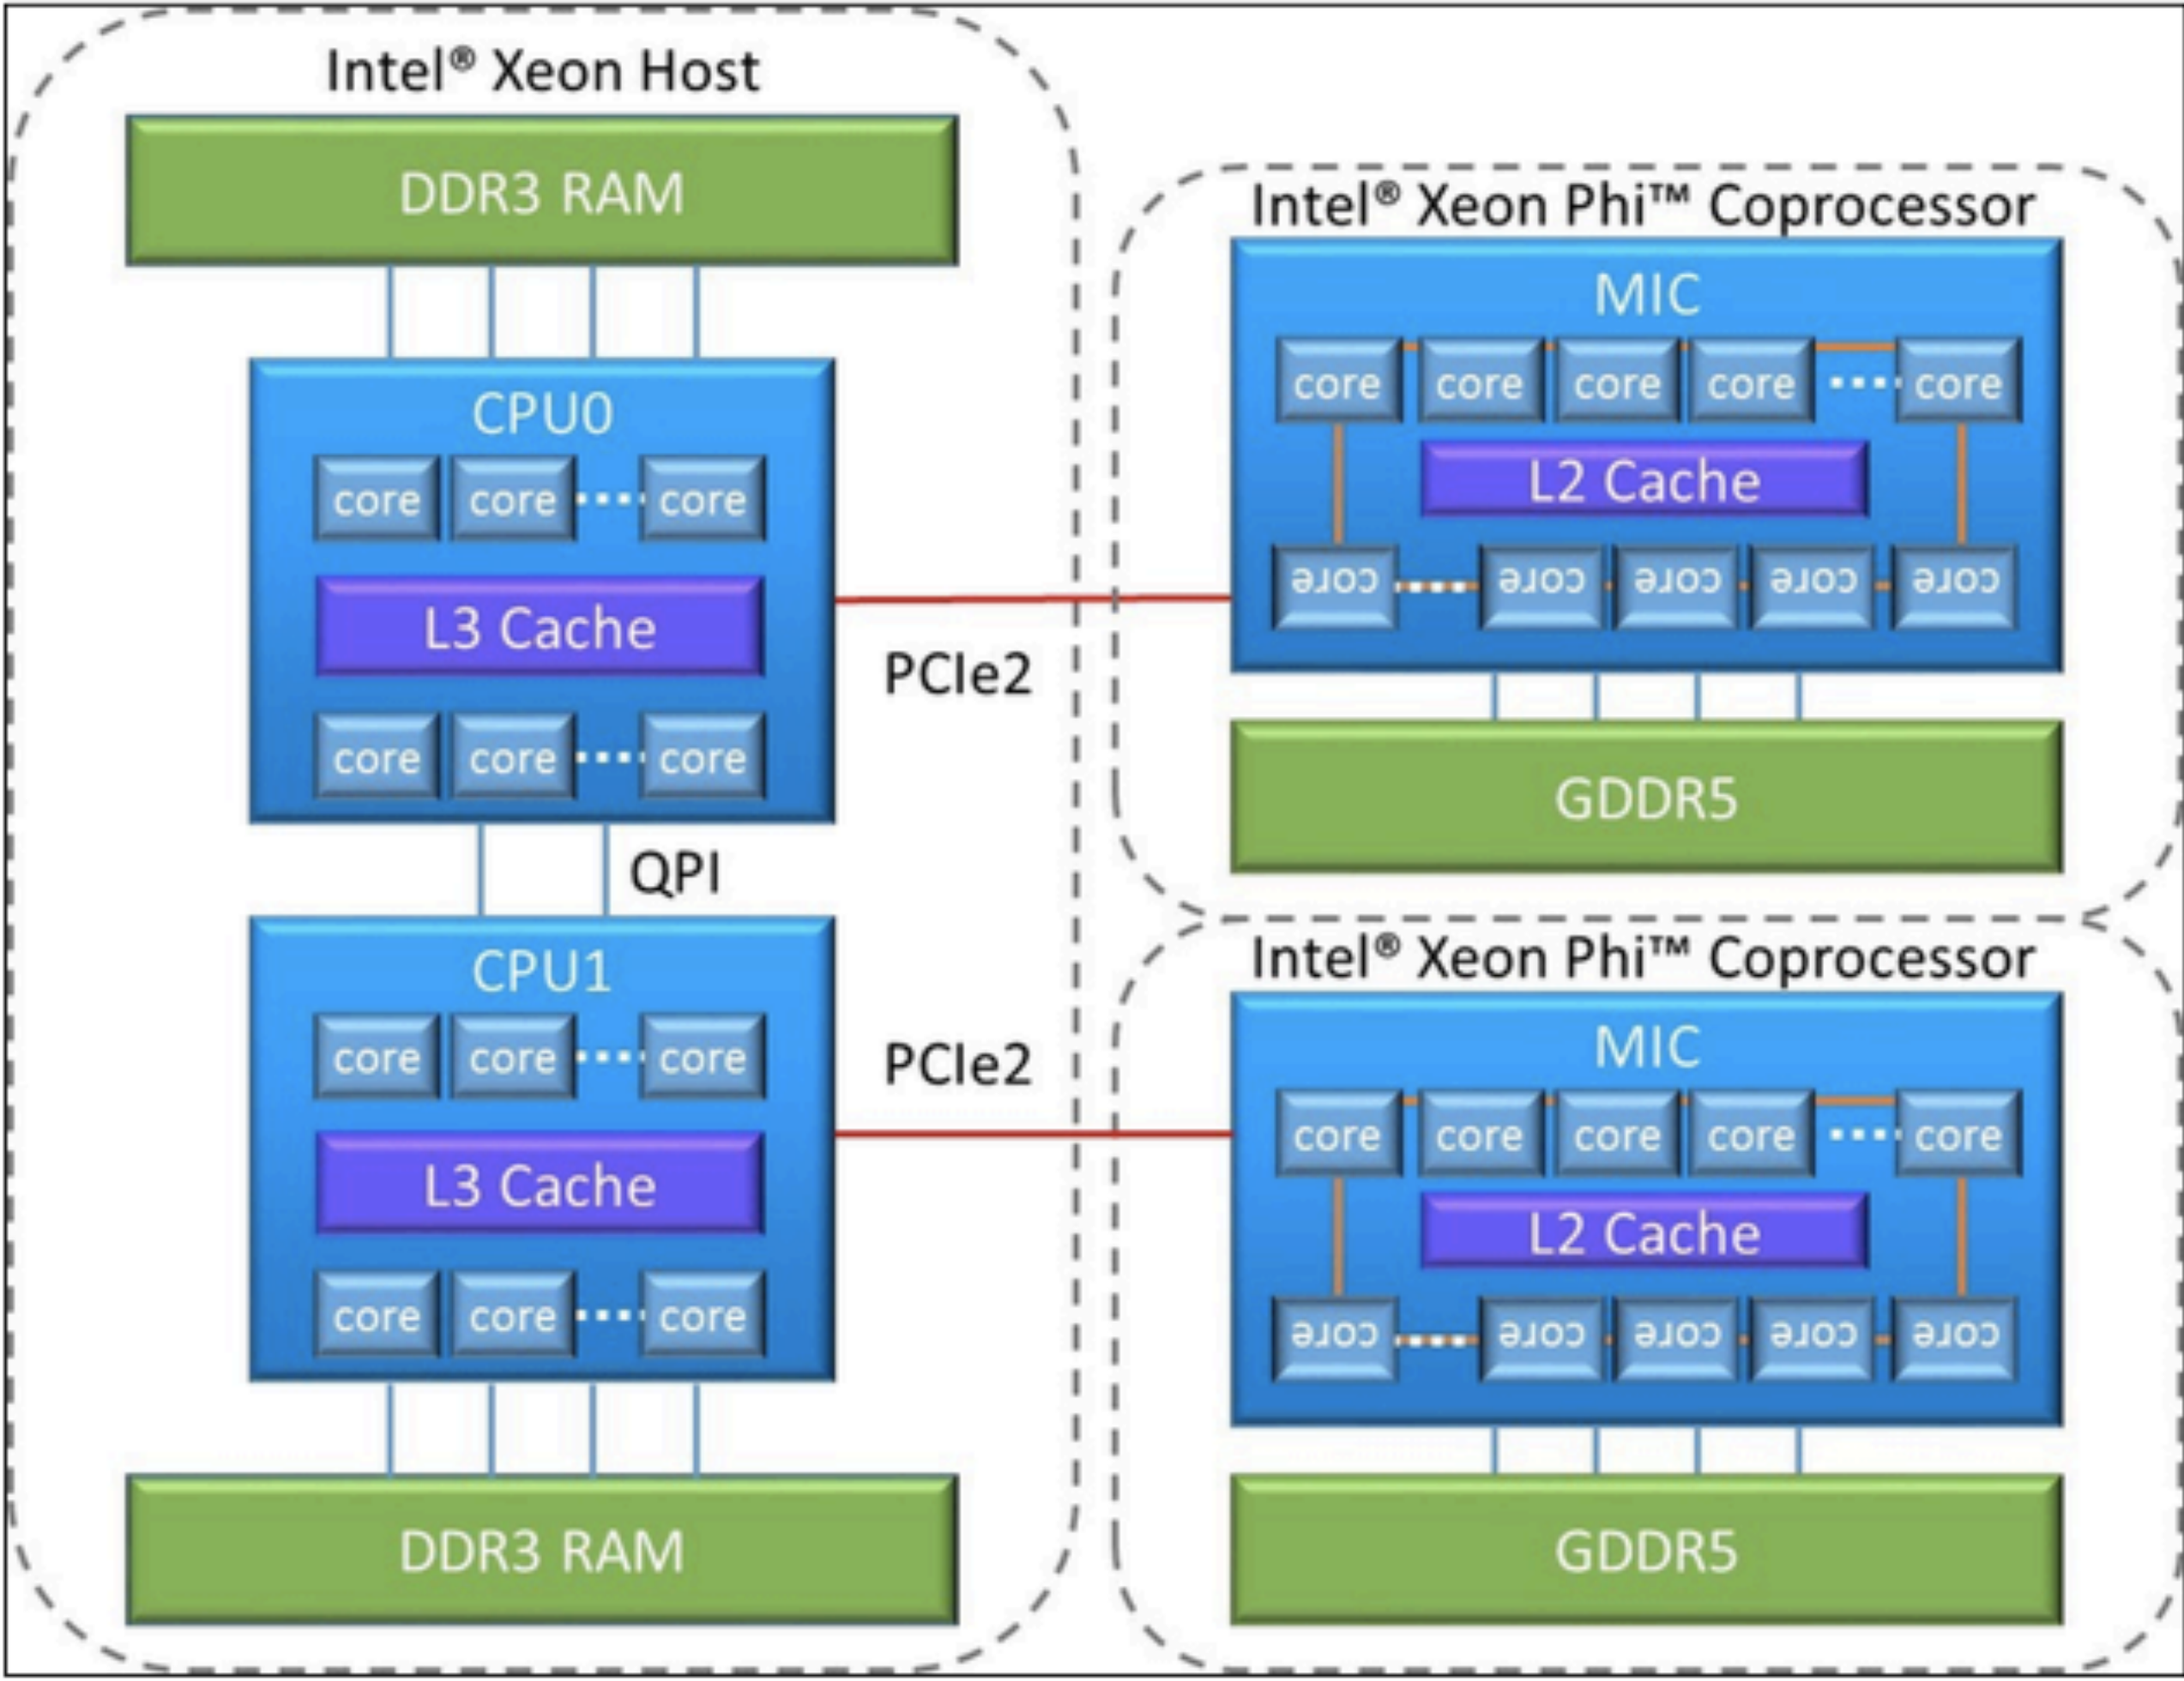 Intel® Xeon Host
DDR3 RAM
CPU0
core core core
L3 Cache
core core core
QPI
CPU1
core core core
L3 Cache
core core core
DDR3 RAM
PCIe2
PCIe2
Intel® Xeon Phi™ Coprocessor
MIC
core core core core core
L2 Cache
core core core core core
GDDR5
Intel® Xeon Phi™ Coprocessor
MIC
core core core core core
L2 Cache
core core core core core
GDDR5